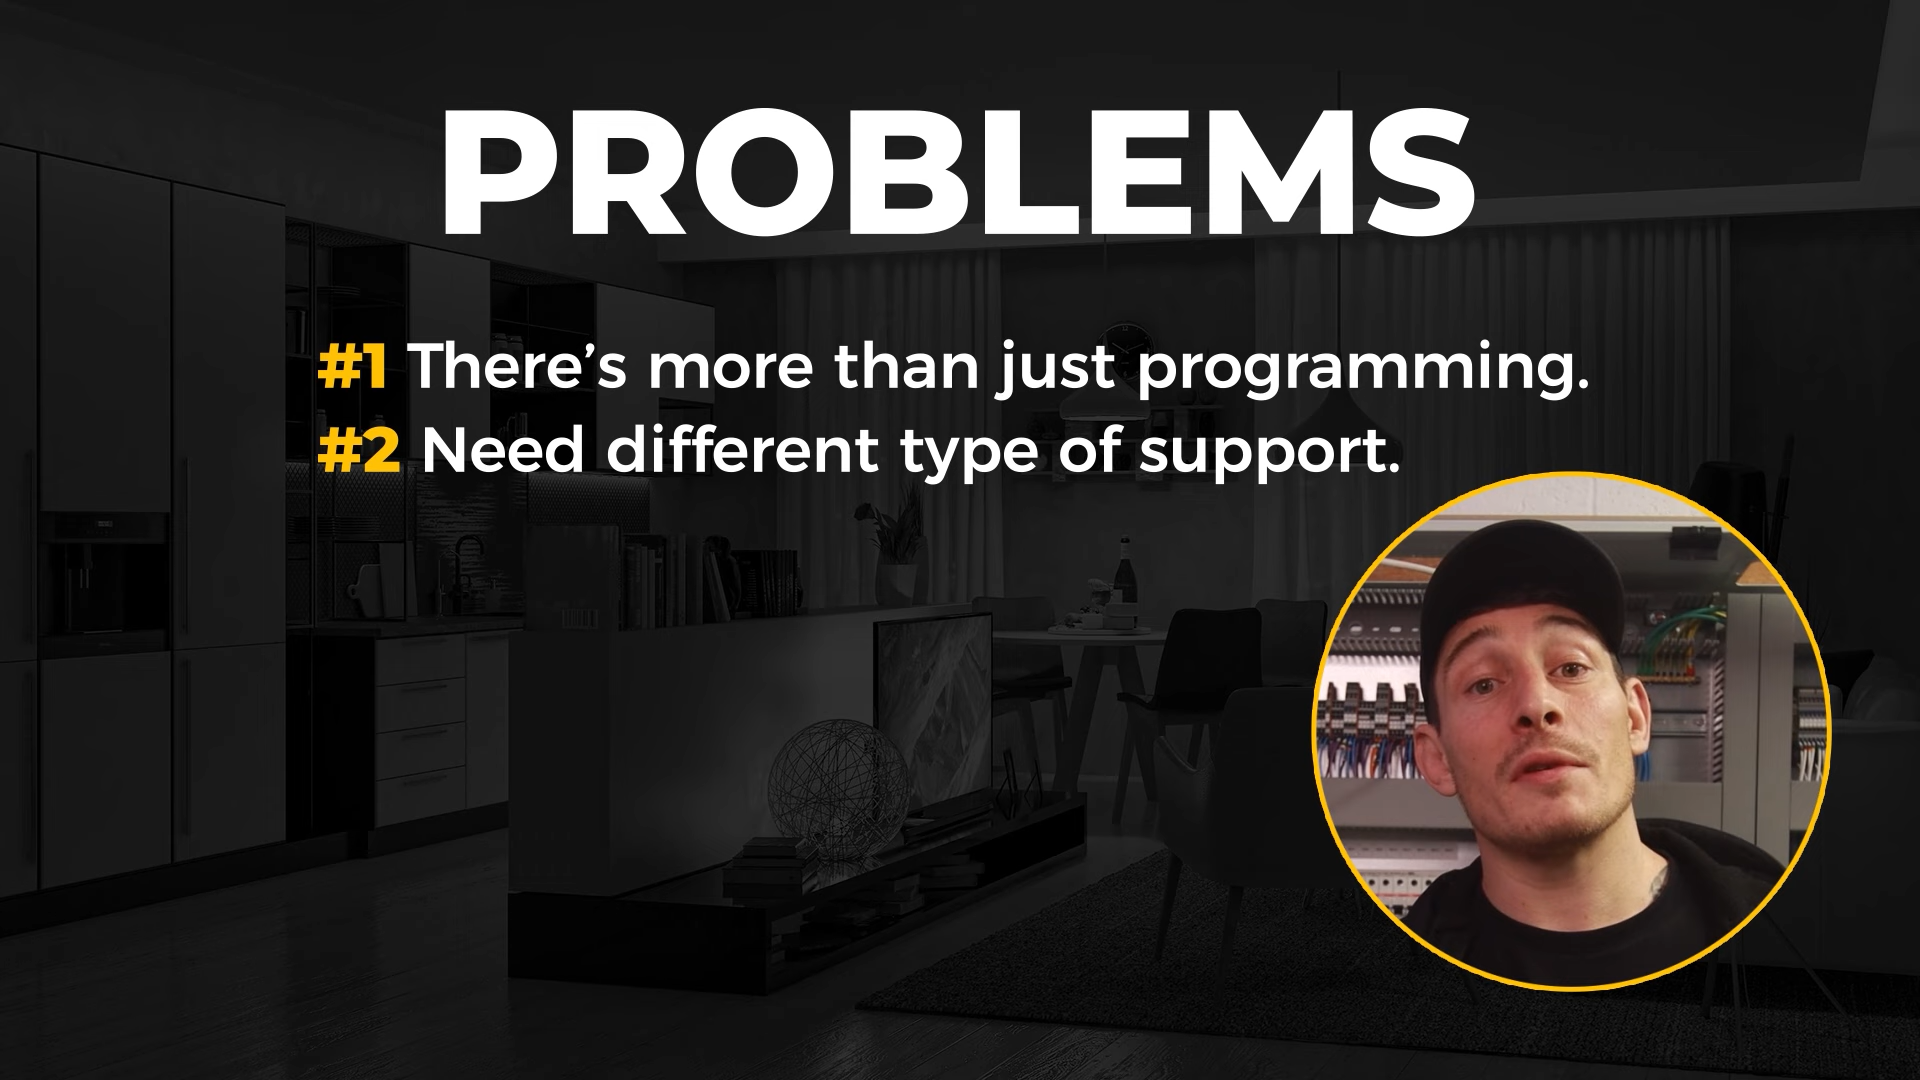 PROBLEMS
#1 There’s more than just programming.
#2 Need different type of support.